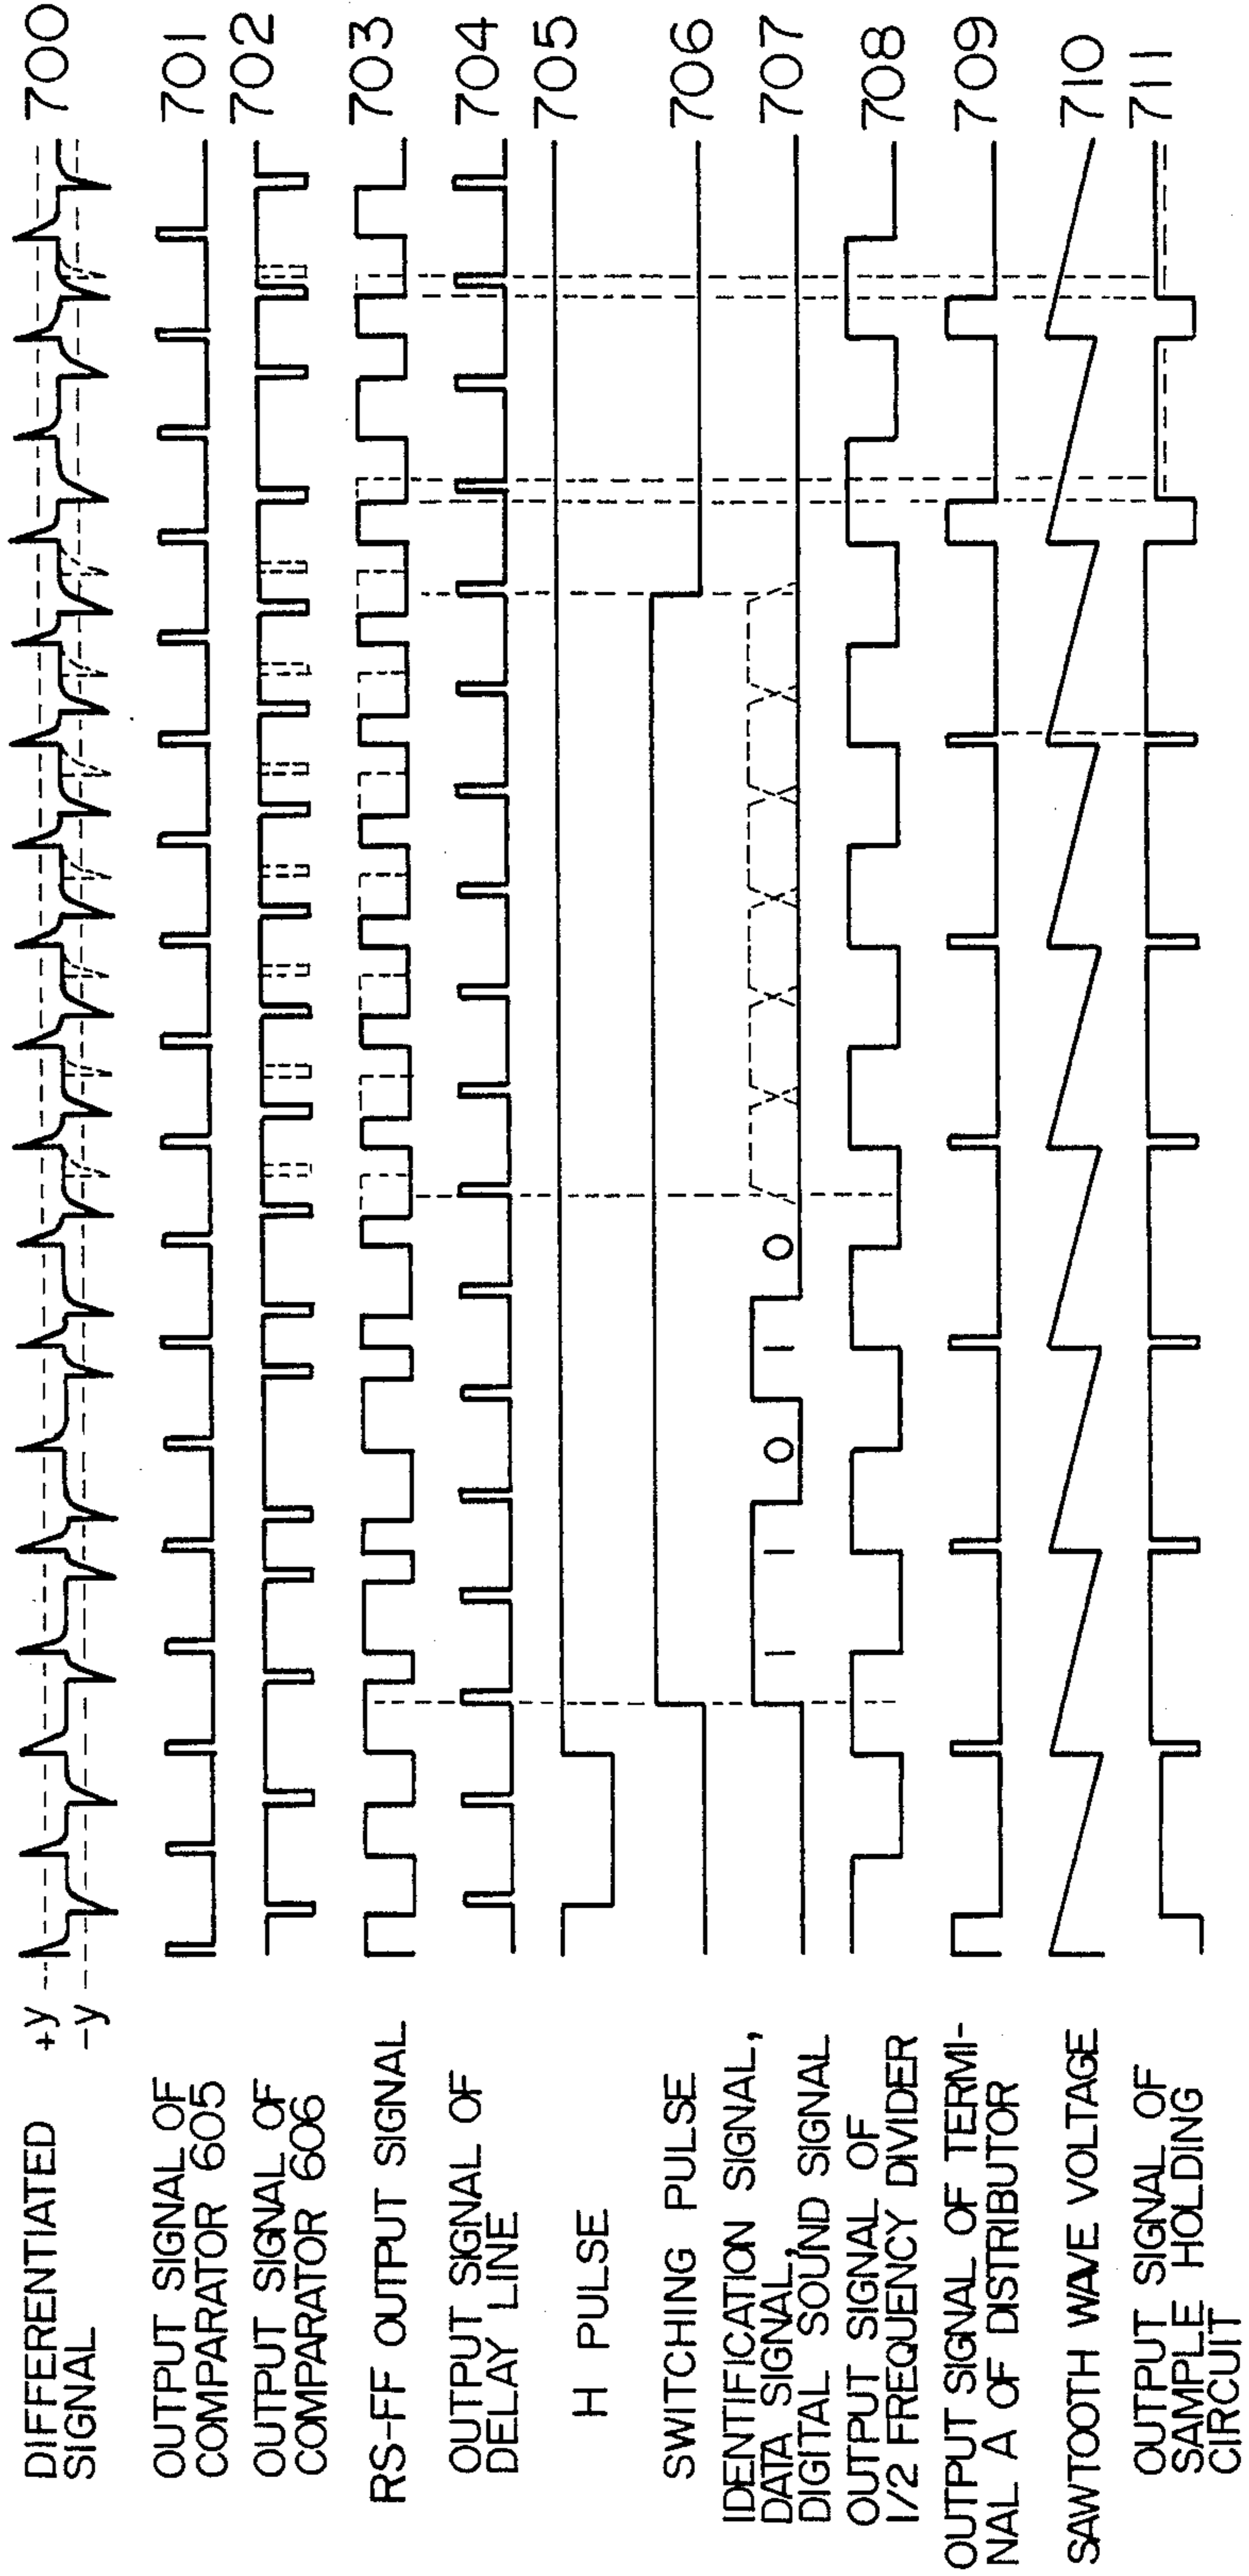 DIFFERENTIATED
SIGNAL
+y
-y
700
OUTPUT SIGNAL OF
COMPARATOR 605
701
OUTPUT SIGNAL OF
COMPARATOR 606
702
RS-FF OUTPUT SIGNAL
703
OUTPUT SIGNAL OF
DELAY LINE
704
H PULSE
705
SWITCHING PULSE
706
IDENTIFICATION SIGNAL,
DATA SIGNAL,
DIGITAL SOUND SIGNAL
1 1 0 1 0
707
OUTPUT SIGNAL OF
1/2 FREQUENCY DIVIDER
708
OUTPUT SIGNAL OF TERMI-
NAL A OF DISTRIBUTOR
709
SAWTOOTH WAVE VOLTAGE
710
OUTPUT SIGNAL OF
SAMPLE HOLDING
CIRCUIT
711